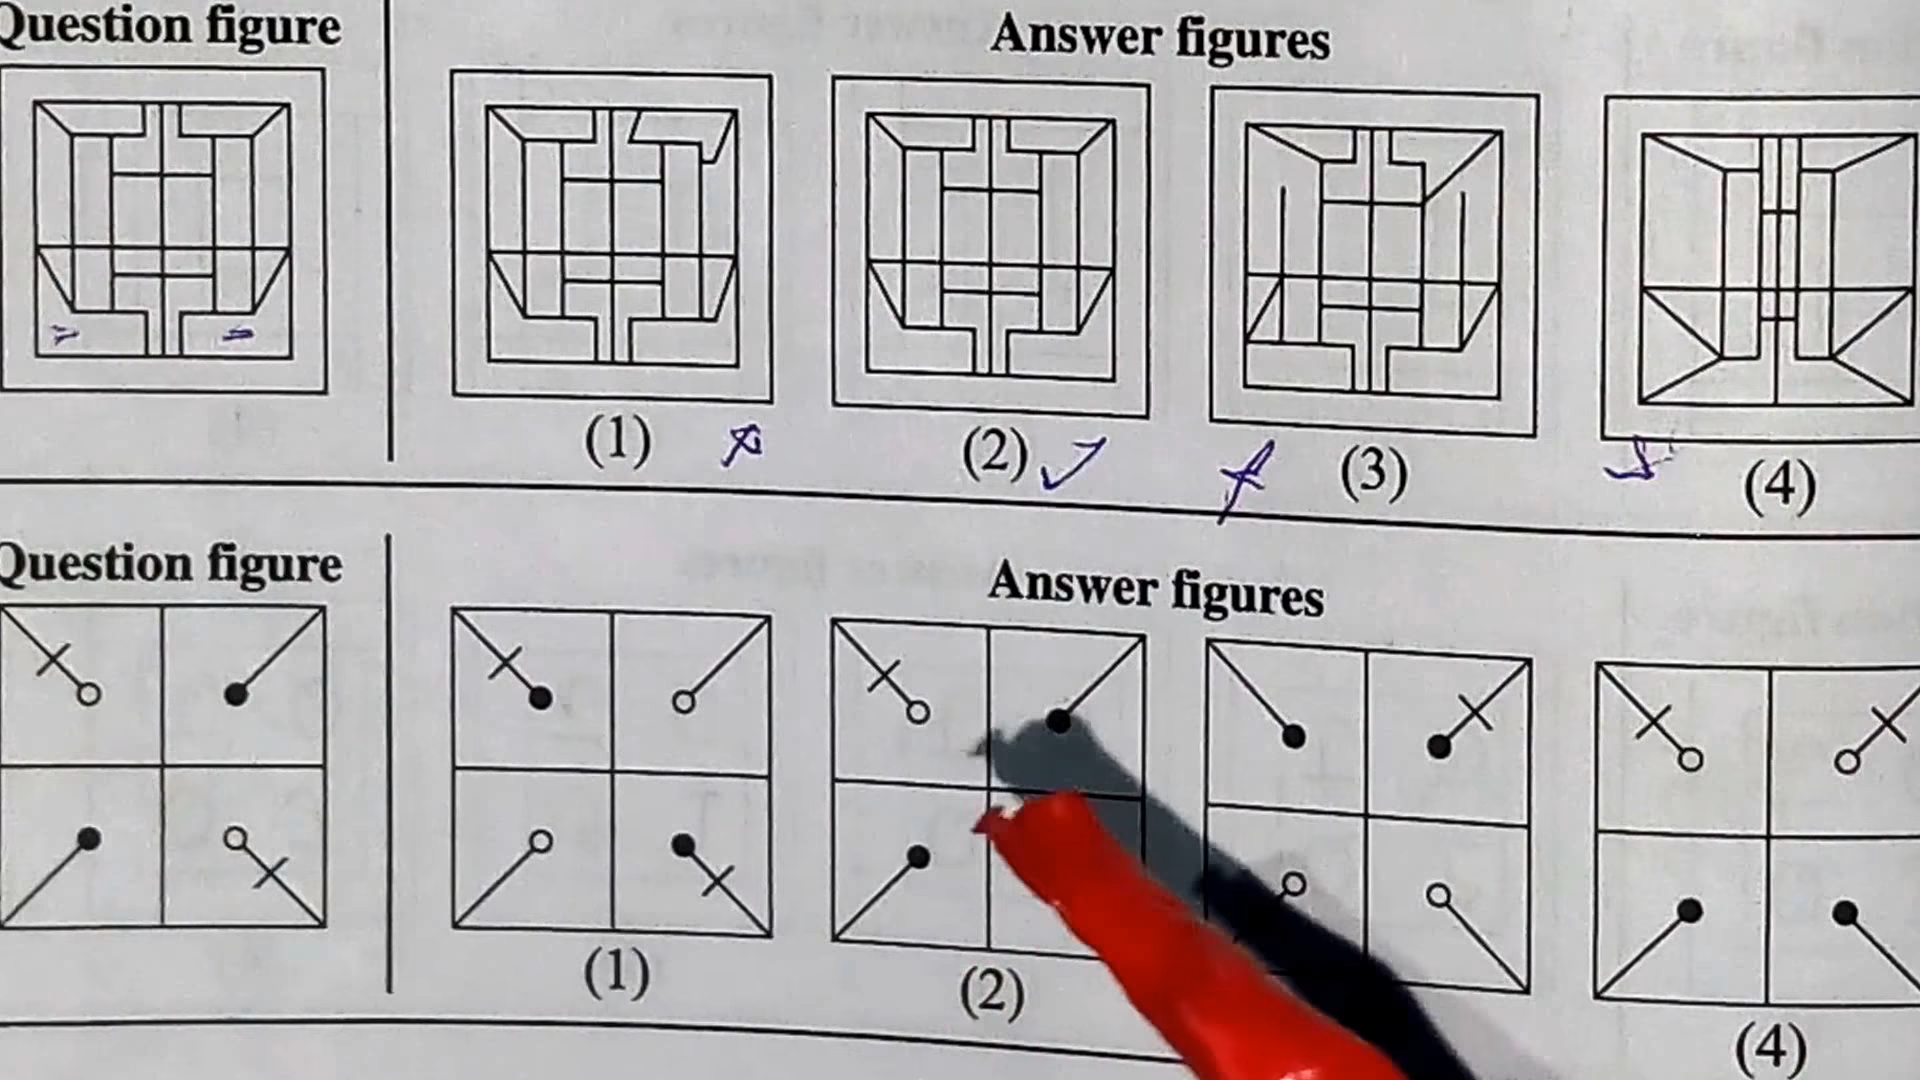 Question figure
Answer figures
(1)
(2)
(3)
(4)
Question figure
Answer figures
(1)
(2)
(4)